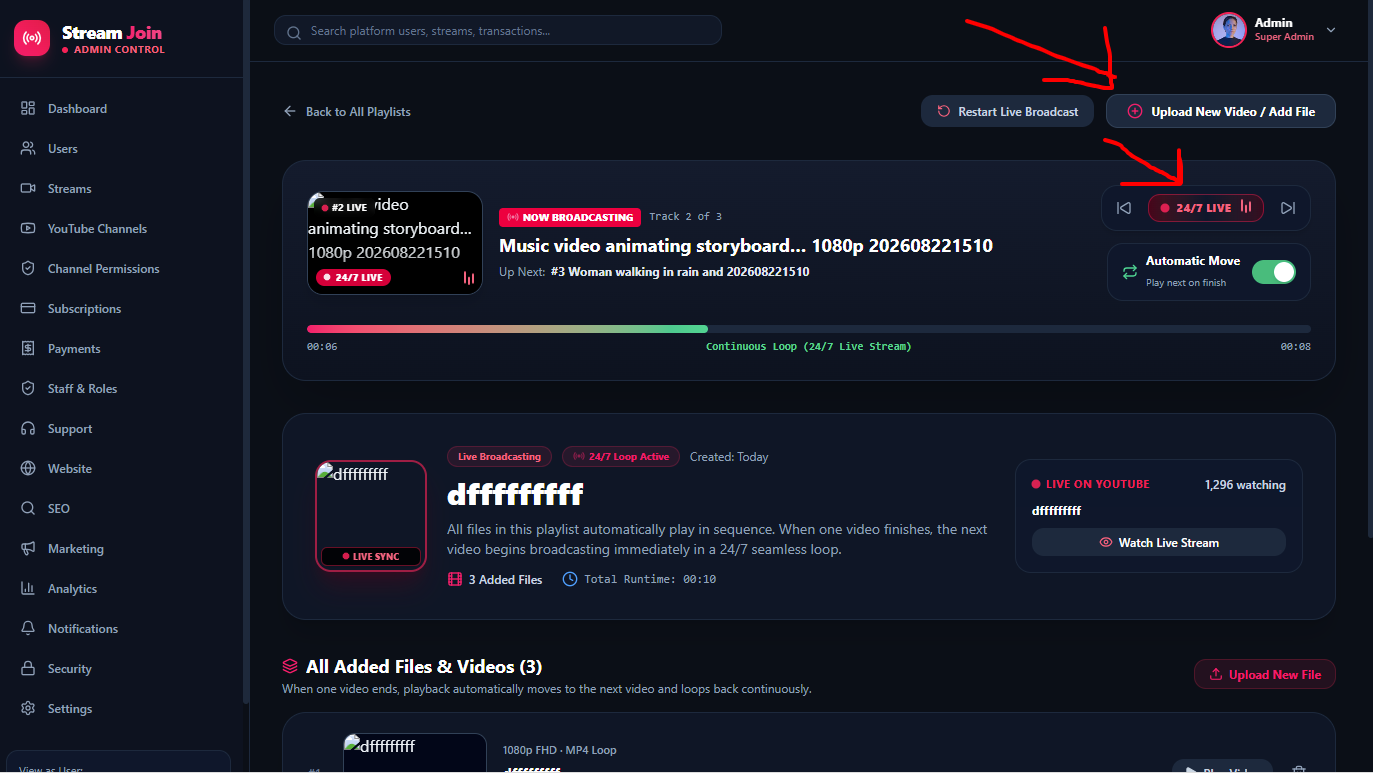 Stream Join
ADMIN CONTROL
Search platform users, streams, transactions...
Admin
Super Admin
Dashboard
Users
Streams
YouTube Channels
Channel Permissions
Subscriptions
Payments
Staff & Roles
Support
Website
SEO
Marketing
Analytics
Notifications
Security
Settings
View as User:
Back to All Playlists
Restart Live Broadcast
Upload New Video / Add File
#2 LIVE
video
animating storyboard...
1080p 202608221510
24/7 LIVE
NOW BROADCASTING
Track 2 of 3
Music video animating storyboard... 1080p 202608221510
Up Next: #3 Woman walking in rain and 202608221510
24/7 LIVE
Automatic Move
Play next on finish
00:06
Continuous Loop (24/7 Live Stream)
00:08
dfffffffff
LIVE SYNC
Live Broadcasting
24/7 Loop Active
Created: Today
dfffffffff
All files in this playlist automatically play in sequence. When one video finishes, the next
video begins broadcasting immediately in a 24/7 seamless loop.
3 Added Files
Total Runtime: 00:10
LIVE ON YOUTUBE
1,296 watching
dfffffffff
Watch Live Stream
All Added Files & Videos (3)
When one video ends, playback automatically moves to the next video and loops back continuously.
Upload New File
dfffffffff
1080p FHD · MP4 Loop